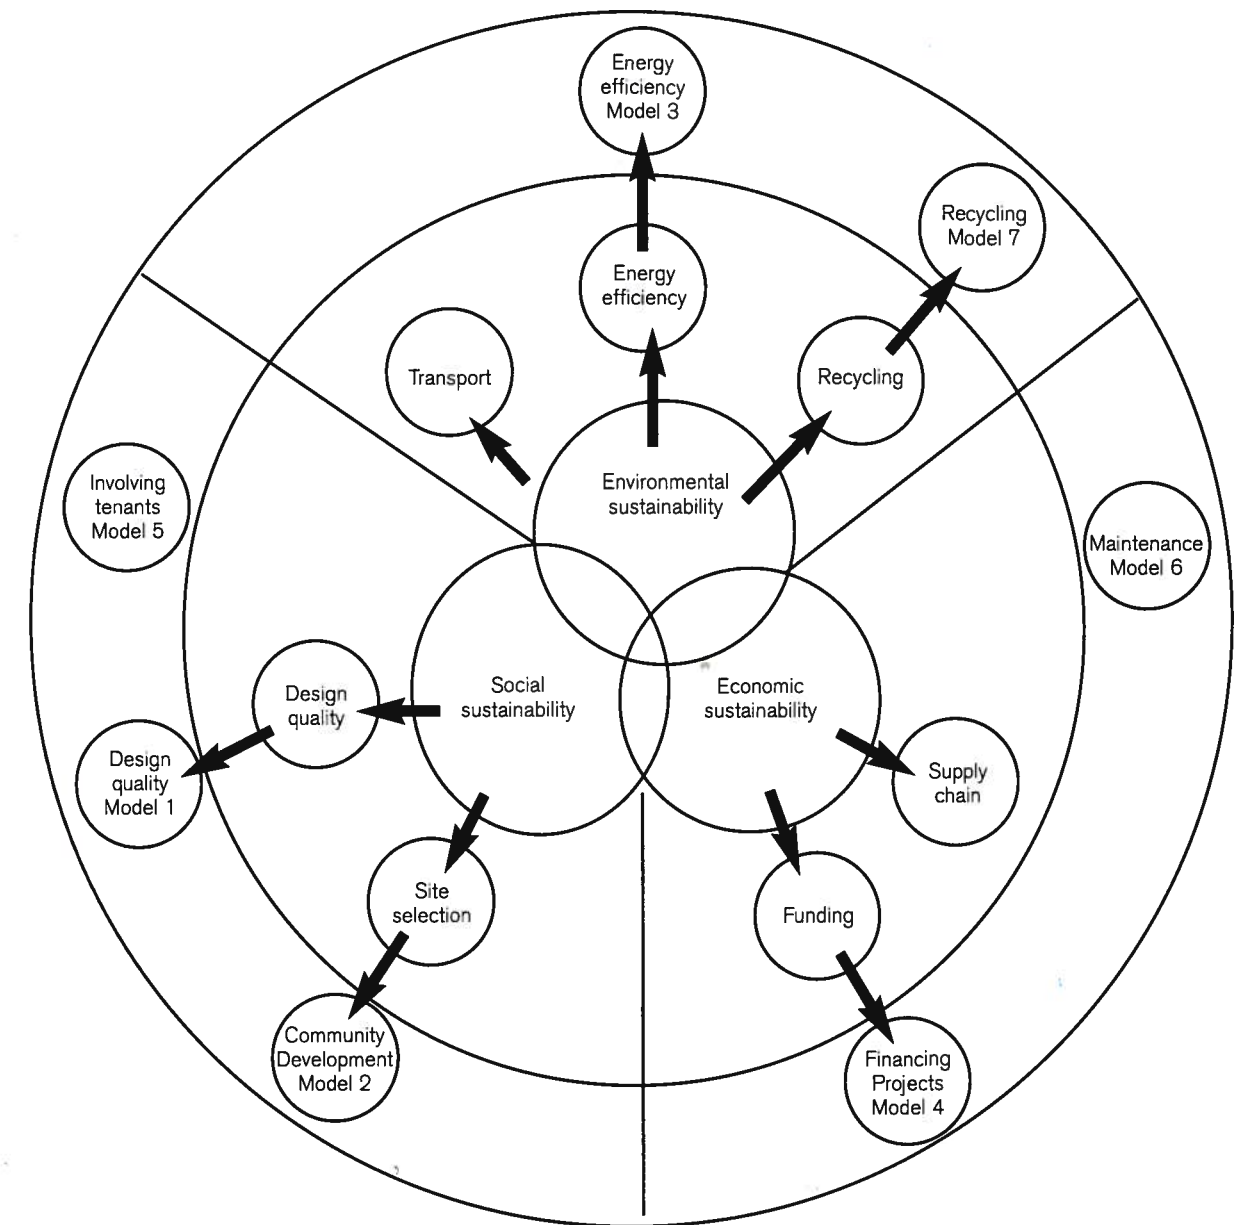 Energy
efficiency
Model 3
Recycling
Model 7
Energy
efficiency
Transport
Recycling
Environmental
sustainability
Involving
tenants
Model 5
Maintenance
Model 6
Social
sustainability
Economic
sustainability
Design
quality
Design
quality
Model 1
Supply
chain
Site
selection
Funding
Community
Development
Model 2
Financing
Projects
Model 4